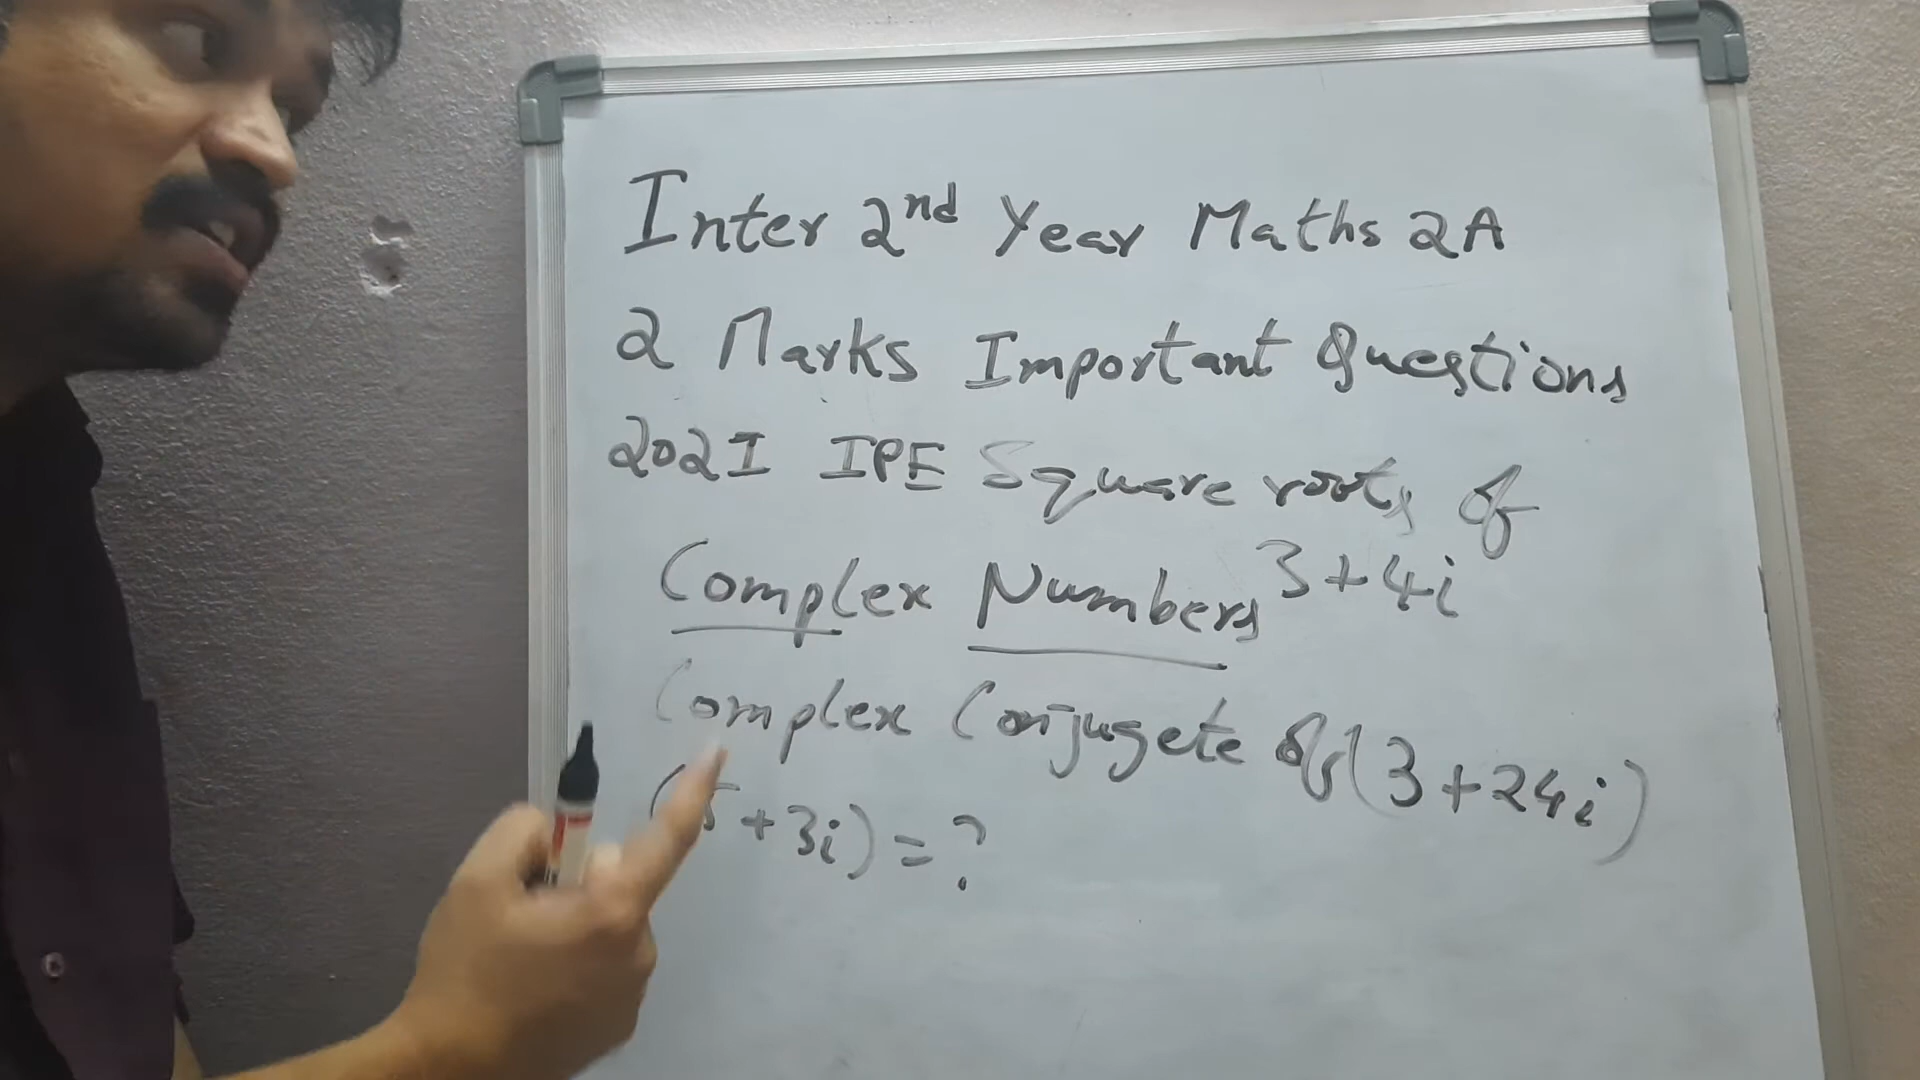 Inter 2nd Year Maths 2A
2 Marks Important Questions
2021 IPE Square roots of
Complex Numbers 3+4i
Complex Conjugete of (3+24i)
(5+3i) = ?